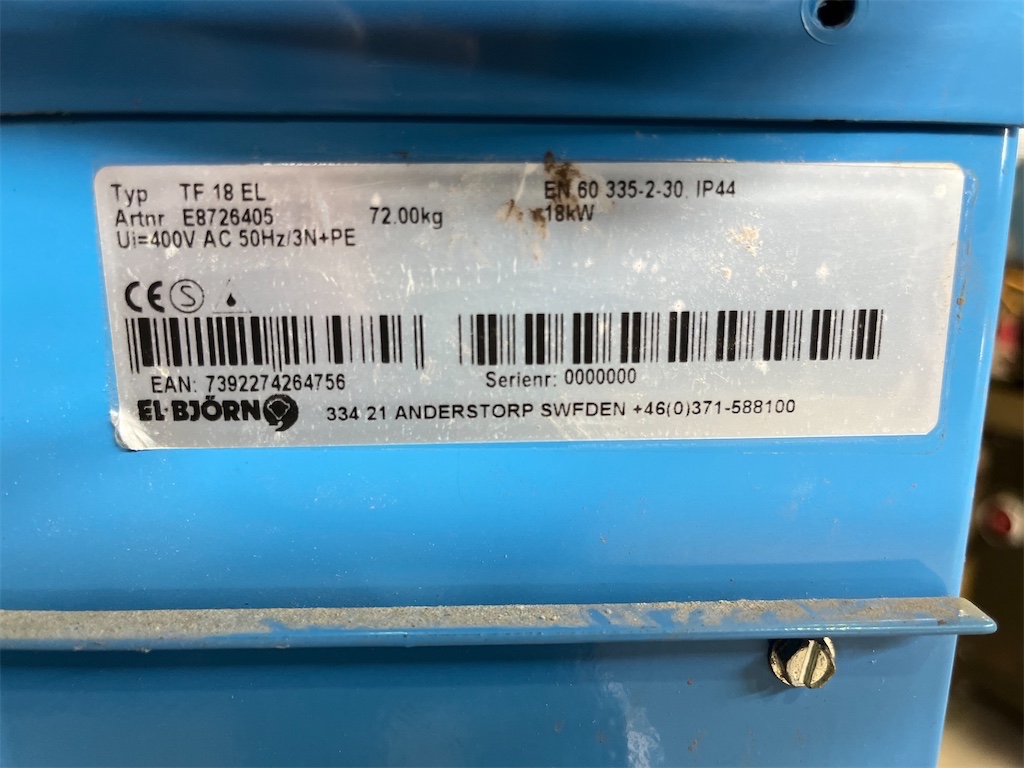 Typ TF 18 EL EN 60 335-2-30, IP44
Artnr E8726405 72.00kg 18kW
Ui=400V AC 50Hz/3N+PE
CE S
EAN: 7392274264756 Serienr: 0000000
EL·BJÖRN 334 21 ANDERSTORP SWEDEN +46(0)371-588100